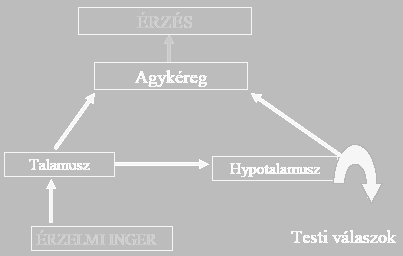 ÉRZÉS
Agykéreg
Talamusz
Hypotalamusz
ÉRZELMI INGER
Testi válaszok